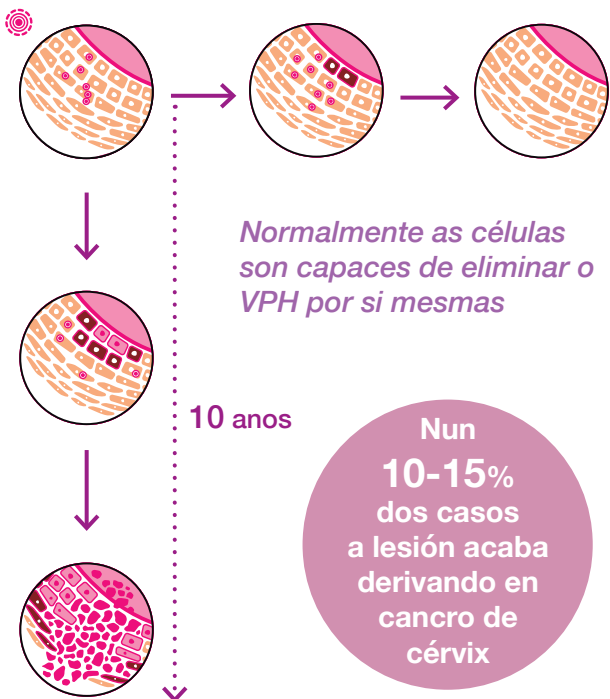 Normalmente as células
son capaces de eliminar o
VPH por si mesmas
10 anos
Nun
10-15%
dos casos
a lesión acaba
derivando en
cancro de
cérvix